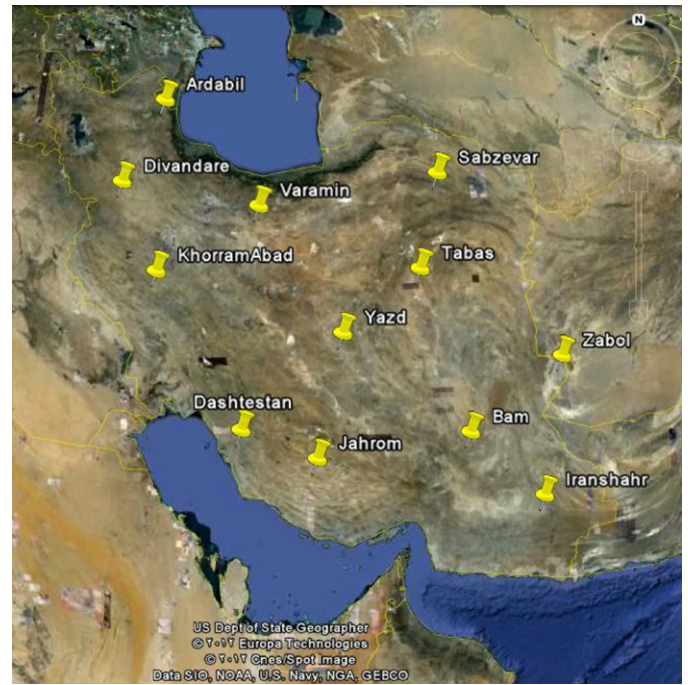 N
Ardabil
Divandare
Sabzevar
Varamin
KhorramAbad
Tabas
Yazd
Zabol
Dashtestan
Bam
Jahrom
Iranshahr
US Dept of State Geographer
© ٢٠١٢ Europa Technologies
© ٢٠١٢ Cnes/Spot Image
Data SIO, NOAA, U.S. Navy, NGA, GEBCO